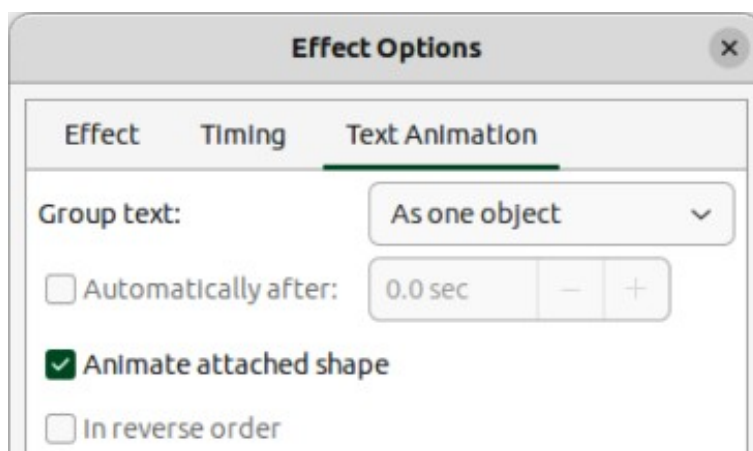 Effect Options
Effect Timing Text Animation
Group text: As one object
Automatically after: 0.0 sec
Animate attached shape
In reverse order